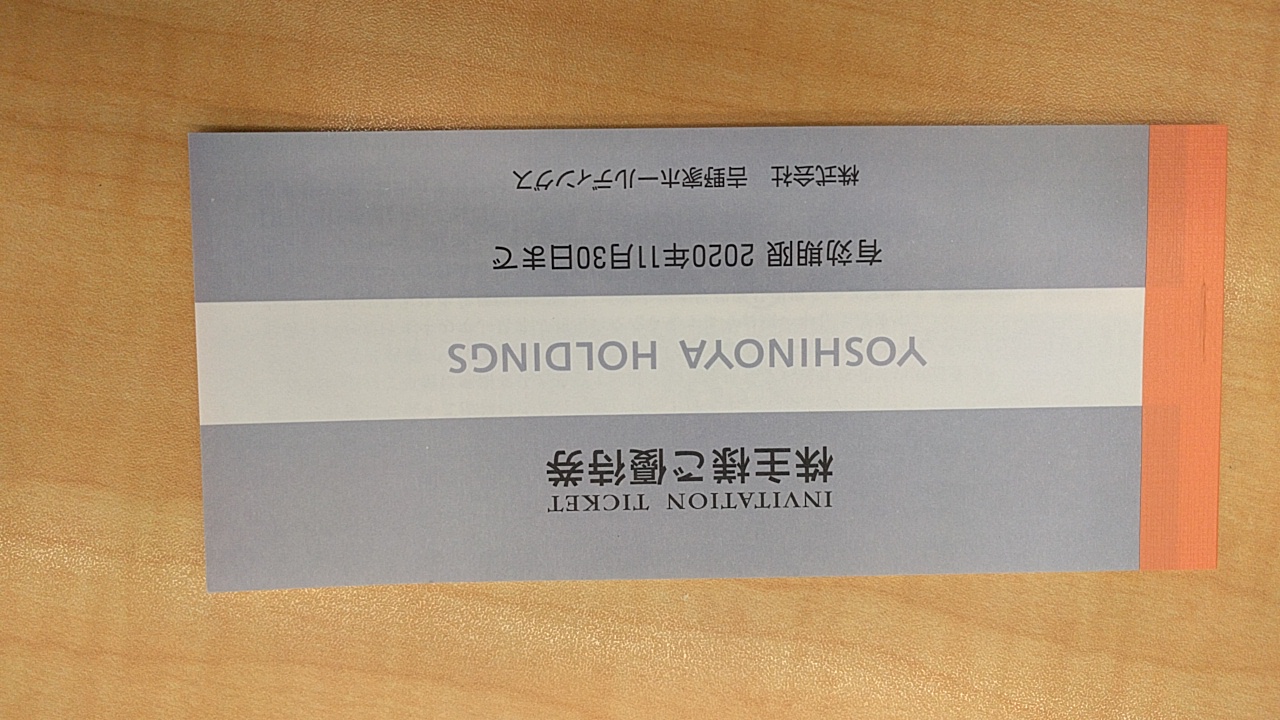 INVITATION TICKET
株主様ご優待券
YOSHINOYA HOLDINGS
有効期限 2020年11月30日まで
株式会社 吉野家ホールディングス